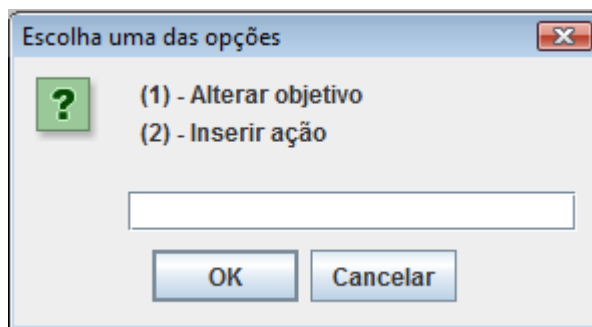 Escolha uma das opções
?
(1) - Alterar objetivo
(2) - Inserir ação
OK Cancelar